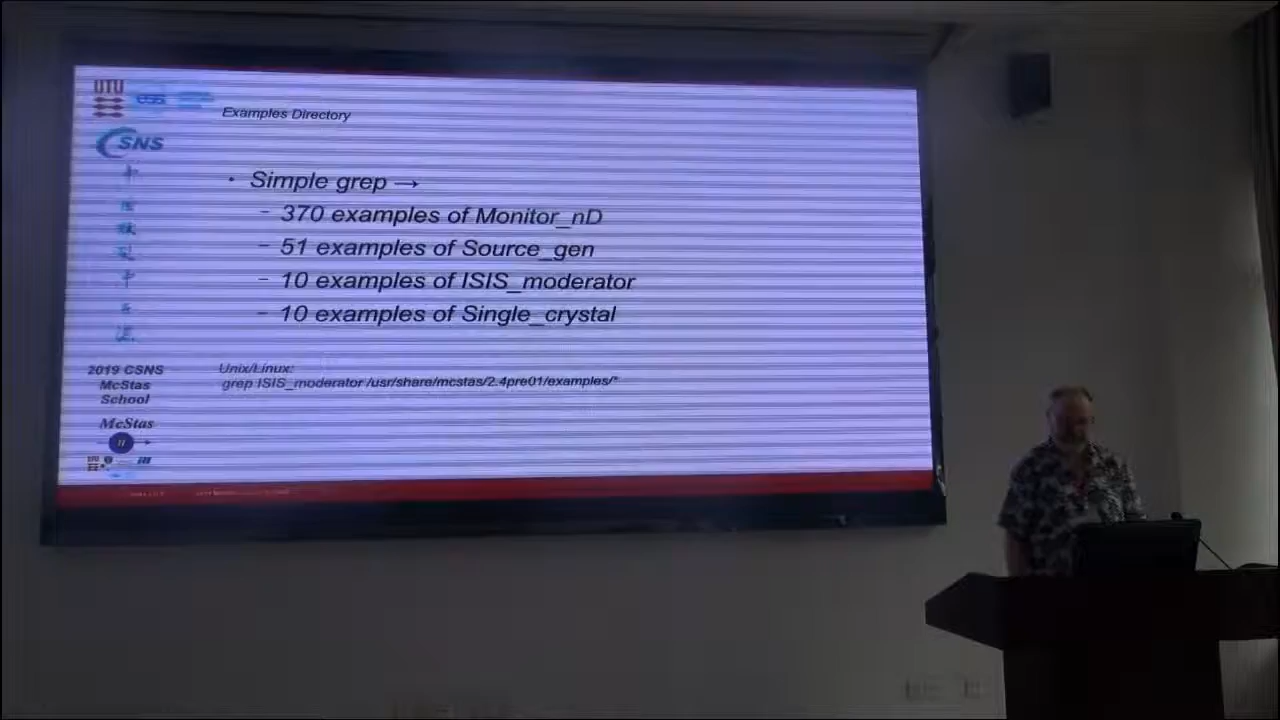 DTU
ess
CSNS
Examples Directory
• Simple grep →
– 370 examples of Monitor_nD
– 51 examples of Source_gen
– 10 examples of ISIS_moderator
– 10 examples of Single_crystal
Unix/Linux:
grep ISIS_moderator /usr/share/mcstas/2.4pre01/examples/*
2019 CSNS
McStas
School
McStas